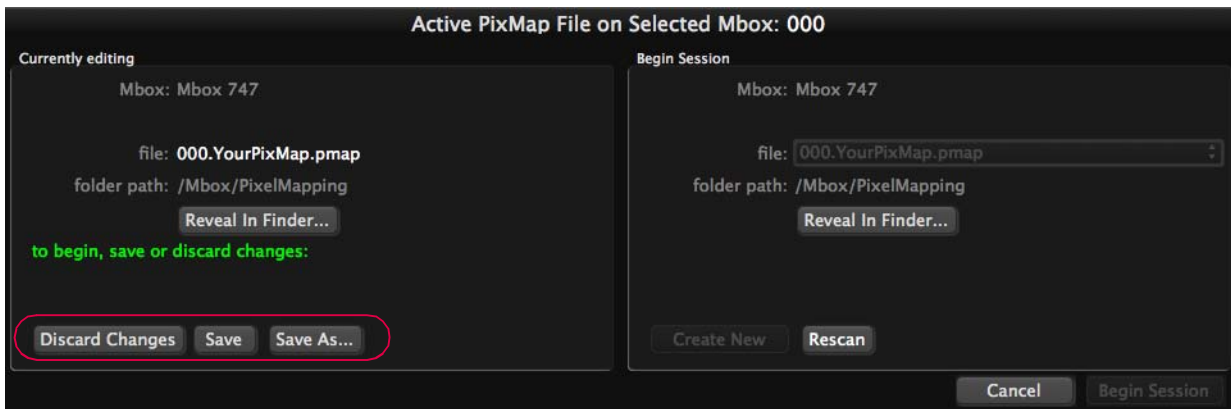 Active PixMap File on Selected Mbox: 000
Currently editing
Mbox: Mbox 747
file: 000.YourPixMap.pmap
folder path: /Mbox/PixelMapping
Reveal In Finder...
to begin, save or discard changes:
Discard Changes Save Save As...
Begin Session
Mbox: Mbox 747
file: 000.YourPixMap.pmap
folder path: /Mbox/PixelMapping
Reveal In Finder...
Create New Rescan
Cancel Begin Session